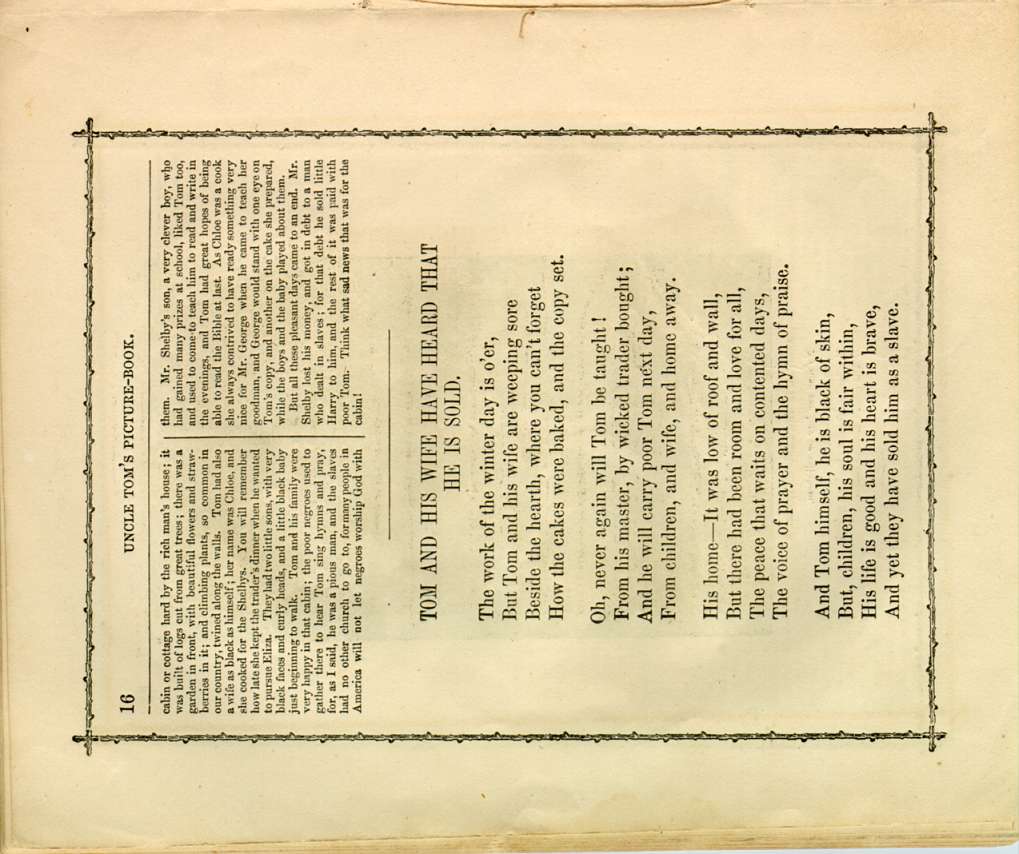 16
UNCLE TOM'S PICTURE-BOOK.
cabin or cottage hard by the rich man's house; it
was built of logs cut from great trees; there was a
garden in front, with beautiful flowers and straw-
berries in it; and climbing plants, so common in
our country, twined along the walls. Tom had also
a wife as black as himself; her name was Chloe, and
she cooked for the Shelbys. You will remember
how late she kept the trader's dinner when he wanted
to pursue Eliza. They had two little sons, with very
black faces and curly heads, and a little black baby
just beginning to walk. Tom and his family were
very happy in that cabin; the poor negroes used to
gather there to hear Tom sing hymns and pray,
for, as I said, he was a pious man, and the slaves
had no other church to go to, for many people in
America will not let negroes worship God with
them. Mr. Shelby's son, a very clever boy, who
had gained many prizes at school, liked Tom too,
and used to come to teach him to read and write in
the evenings, and Tom had great hopes of being
able to read the Bible at last. As Chloe was a cook
she always contrived to have ready something very
nice for Mr. George when he came to teach her
goodman, and George would stand with one eye on
Tom's copy, and another on the cake she prepared,
while the boys and the baby played about them.
But all these pleasant days came to an end. Mr.
Shelby lost his money, and got in debt to a man
who dealt in slaves; for that debt he sold little
Harry to him, and the rest of it was paid with
poor Tom. Think what sad news that was for the
cabin!
TOM AND HIS WIFE HAVE HEARD THAT
HE IS SOLD.
The work of the winter day is o'er,
But Tom and his wife are weeping sore
Beside the hearth, where you can't forget
How the cakes were baked, and the copy set.
Oh, never again will Tom be taught!
From his master, by wicked trader bought;
And he will carry poor Tom next day,
From children, and wife, and home away.
His home—It was low of roof and wall,
But there had been room and love for all,
The peace that waits on contented days,
The voice of prayer and the hymn of praise.
And Tom himself, he is black of skin,
But, children, his soul is fair within,
His life is good and his heart is brave,
And yet they have sold him as a slave.